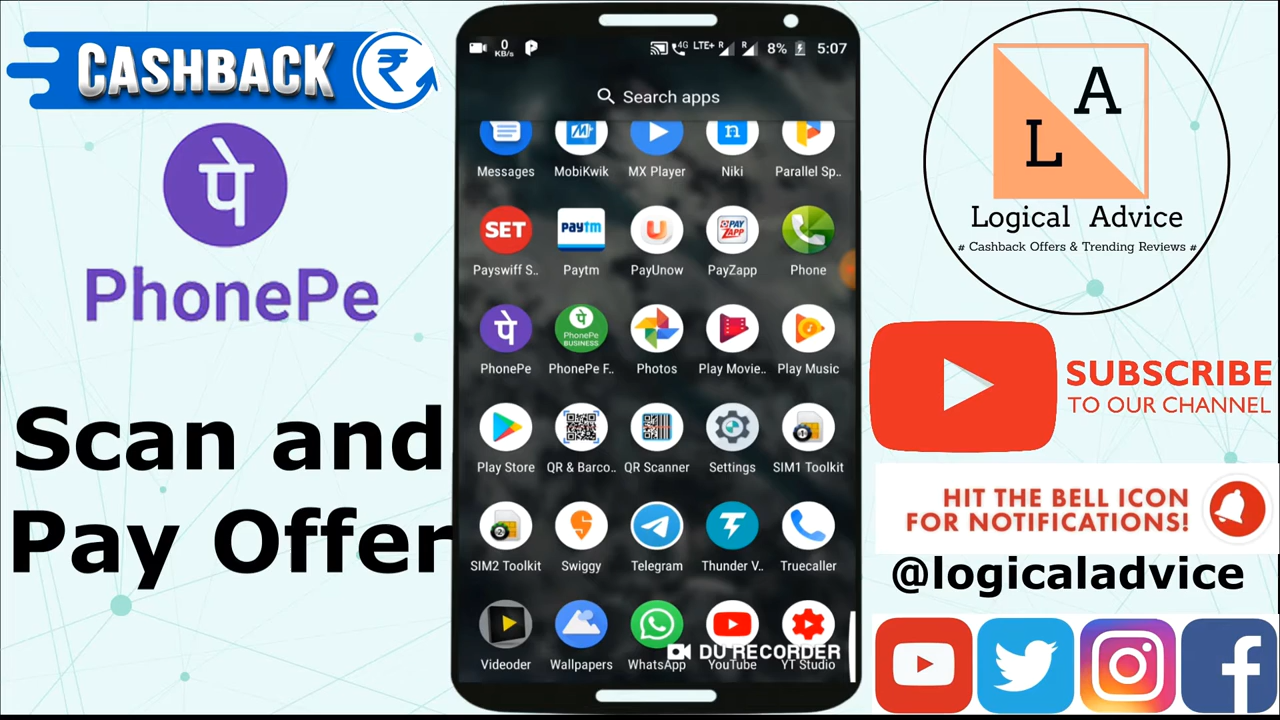 CASHBACK ₹
पे
PhonePe
Scan and
Pay Offer
0
KB/s
4G LTE+ R R 8% 5:07
Search apps
Messages MobiKwik MX Player Niki Parallel Sp..
SET Paytm PAY ZAPP
Payswiff S.. Paytm PayUnow PayZapp Phone
पे पे PhonePe BUSINESS
PhonePe PhonePe F.. Photos Play Movie.. Play Music
Play Store QR & Barco.. QR Scanner Settings SIM1 Toolkit
SIM2 Toolkit Swiggy Telegram Thunder V.. Truecaller
DU RECORDER
Videoder Wallpapers WhatsApp YouTube YT Studio
L A
Logical Advice
# Cashback Offers & Trending Reviews #
SUBSCRIBE
TO OUR CHANNEL
HIT THE BELL ICON
FOR NOTIFICATIONS!
@logicaladvice